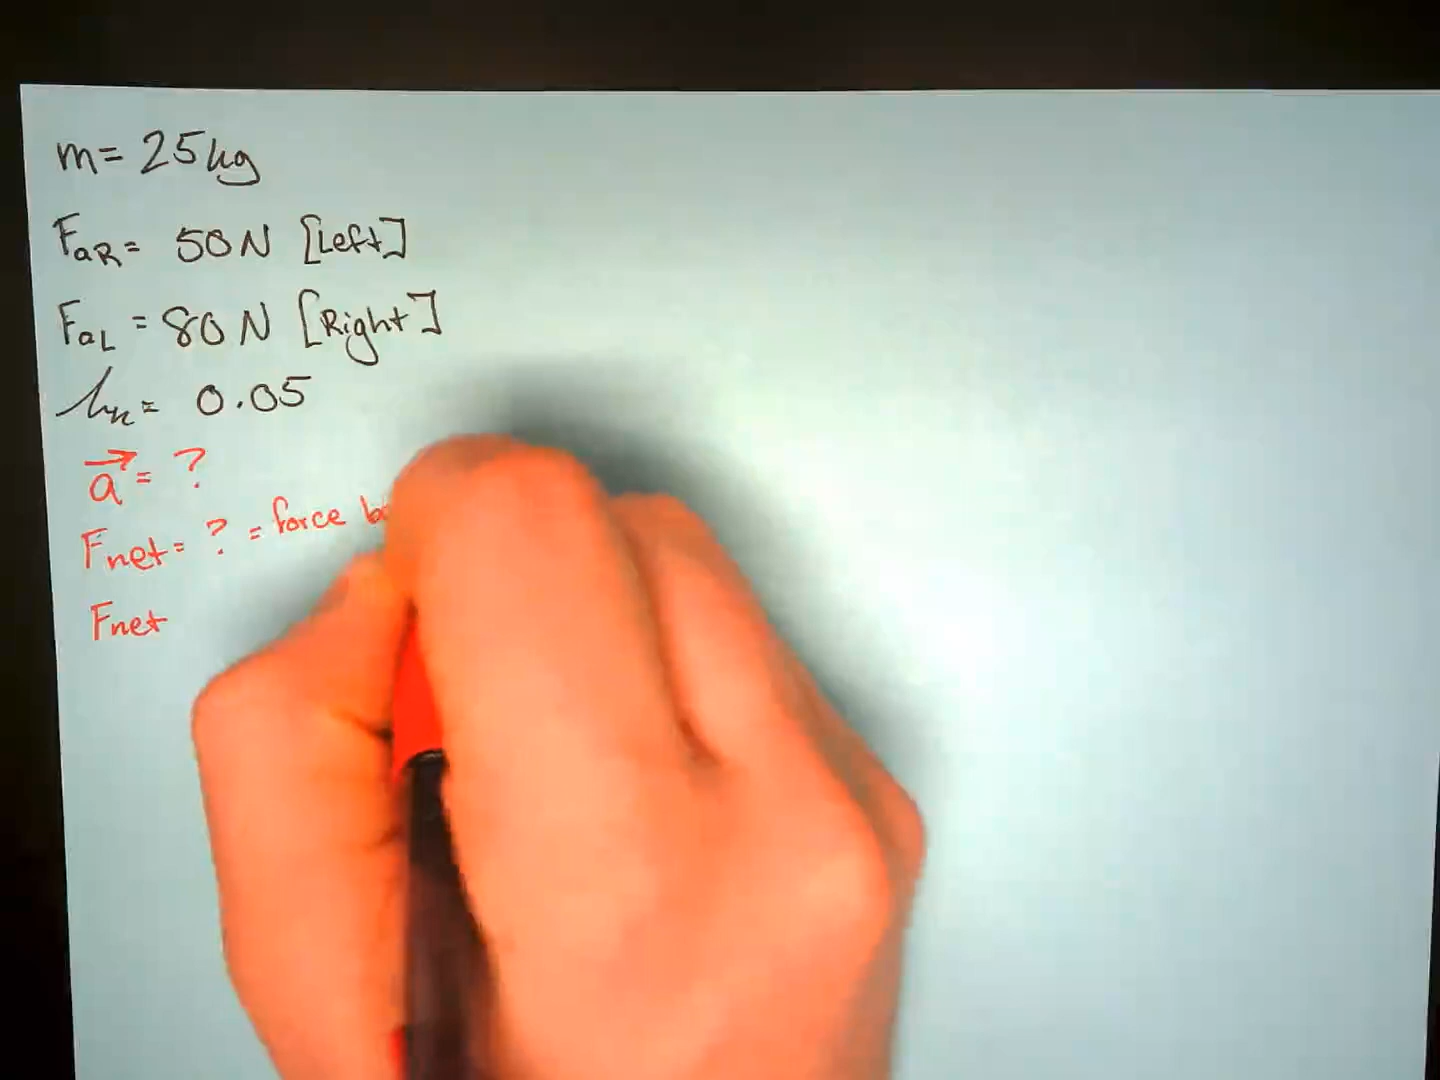 m= 25kg
FaR= 50N [Left]
FaL = 80N [Right]
μk= 0.05
a⃗ = ?
Fnet= ? = force
Fnet